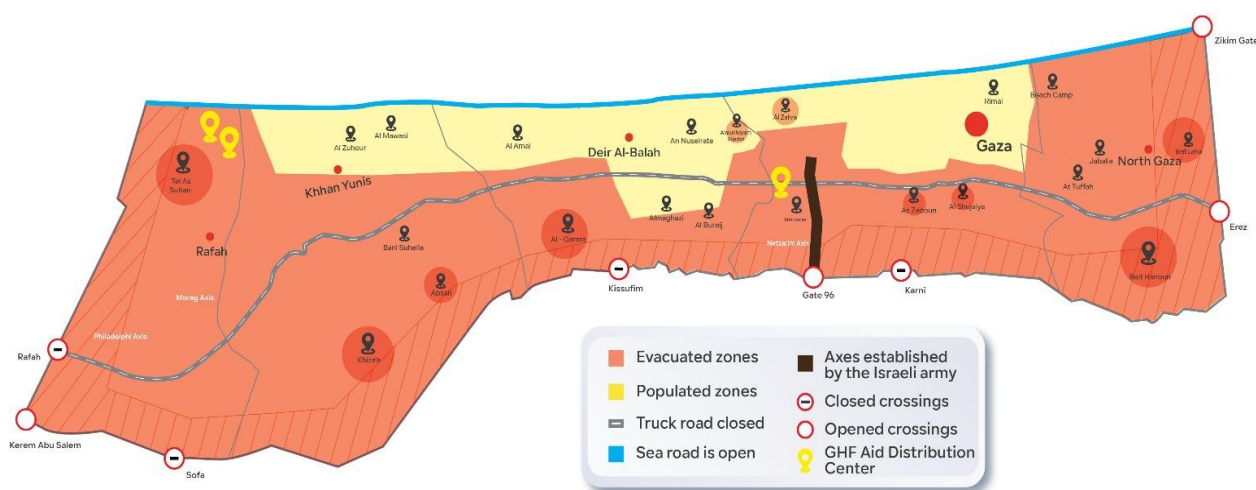 Zikim Gate
Rimal
Beach Camp
Al Zahra
Al Zuhour
Al Mawasi
Al Amal
Deir Al-Balah
An Nuseirate
Gaza
Jabalia
North Gaza
Beit Lahia
At Tuffah
Tel As
Sultan
Khhan Yunis
Almaghazi
Al Bureij
Netzarim
Az Zaitoun
Al Shejaiya
Erez
Rafah
Bani Suheila
Al - Qarara
Netzarim Axis
Beit Hanoun
Absan
Kissufim
Gate 96
Karni
Morag Axis
Philadelphi Axis
Khiza'a
Rafah
Kerem Abu Salem
Sofa
Evacuated zones
Populated zones
Truck road closed
Sea road is open
Axes established
by the Israeli army
Closed crossings
Opened crossings
GHF Aid Distribution
Center